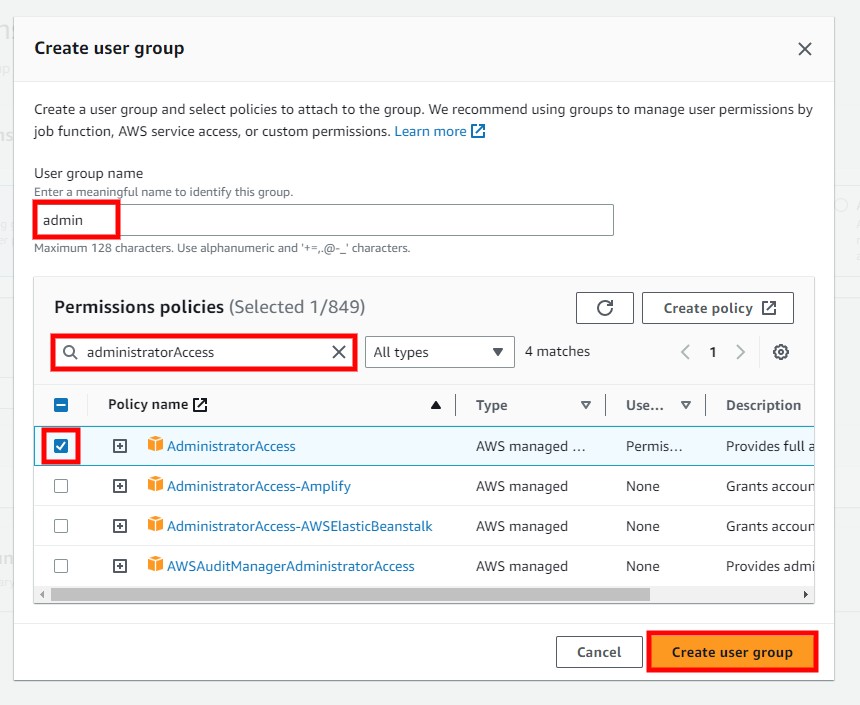 Create user group
Create a user group and select policies to attach to the group. We recommend using groups to manage user permissions by
job function, AWS service access, or custom permissions. Learn more
User group name
Enter a meaningful name to identify this group.
admin
Maximum 128 characters. Use alphanumeric and '+=,.@-_' characters.
Permissions policies (Selected 1/849)
Create policy
administratorAccess
All types
4 matches
1
Policy name
Type
Use...
Description
AdministratorAccess
AWS managed ...
Permis...
Provides full a
AdministratorAccess-Amplify
AWS managed
None
Grants accoun
AdministratorAccess-AWSElasticBeanstalk
AWS managed
None
Grants accoun
AWSAuditManagerAdministratorAccess
AWS managed
None
Provides admi
Cancel
Create user group